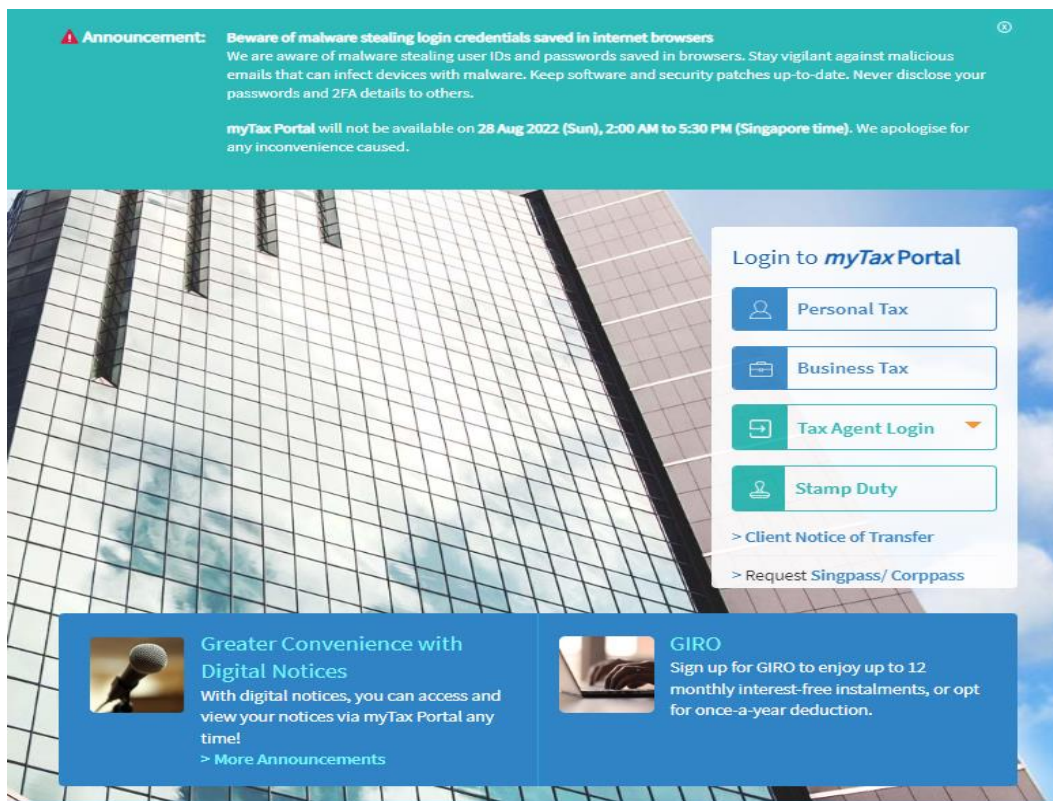 Announcement:
Beware of malware stealing login credentials saved in internet browsers
We are aware of malware stealing user IDs and passwords saved in browsers. Stay vigilant against malicious
emails that can infect devices with malware. Keep software and security patches up-to-date. Never disclose your
passwords and 2FA details to others.
myTax Portal will not be available on 28 Aug 2022 (Sun), 2:00 AM to 5:30 PM (Singapore time). We apologise for
any inconvenience caused.
Login to myTax Portal
Personal Tax
Business Tax
Tax Agent Login
Stamp Duty
> Client Notice of Transfer
> Request Singpass/ Corppass
Greater Convenience with
Digital Notices
With digital notices, you can access and
view your notices via myTax Portal any
time!
> More Announcements
GIRO
Sign up for GIRO to enjoy up to 12
monthly interest-free instalments, or opt
for once-a-year deduction.